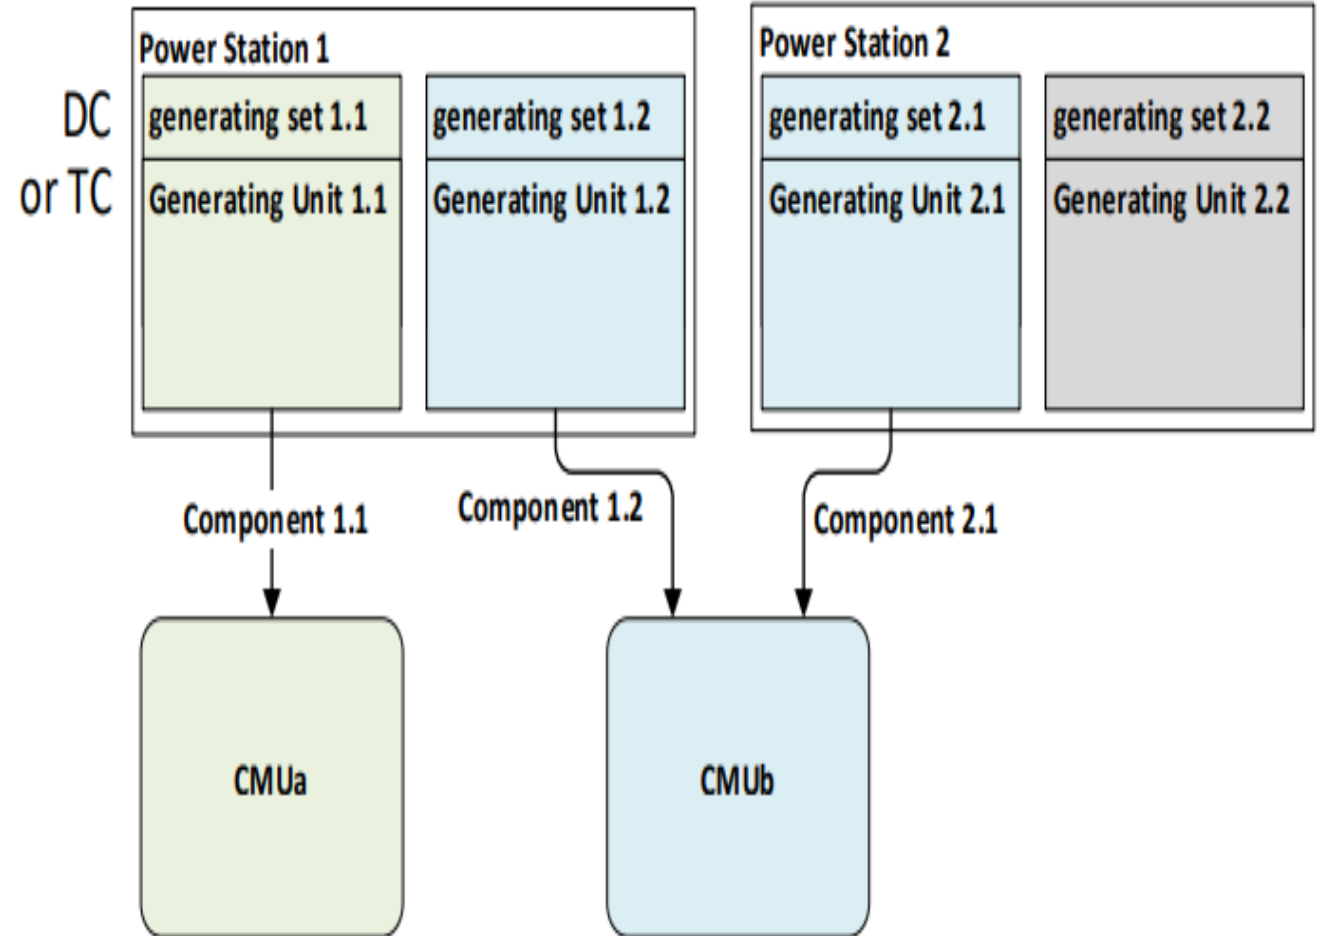 Power Station 1
Power Station 2
DC
or TC
generating set 1.1
generating set 1.2
generating set 2.1
generating set 2.2
Generating Unit 1.1
Generating Unit 1.2
Generating Unit 2.1
Generating Unit 2.2
Component 1.1
Component 1.2
Component 2.1
CMUa
CMUb